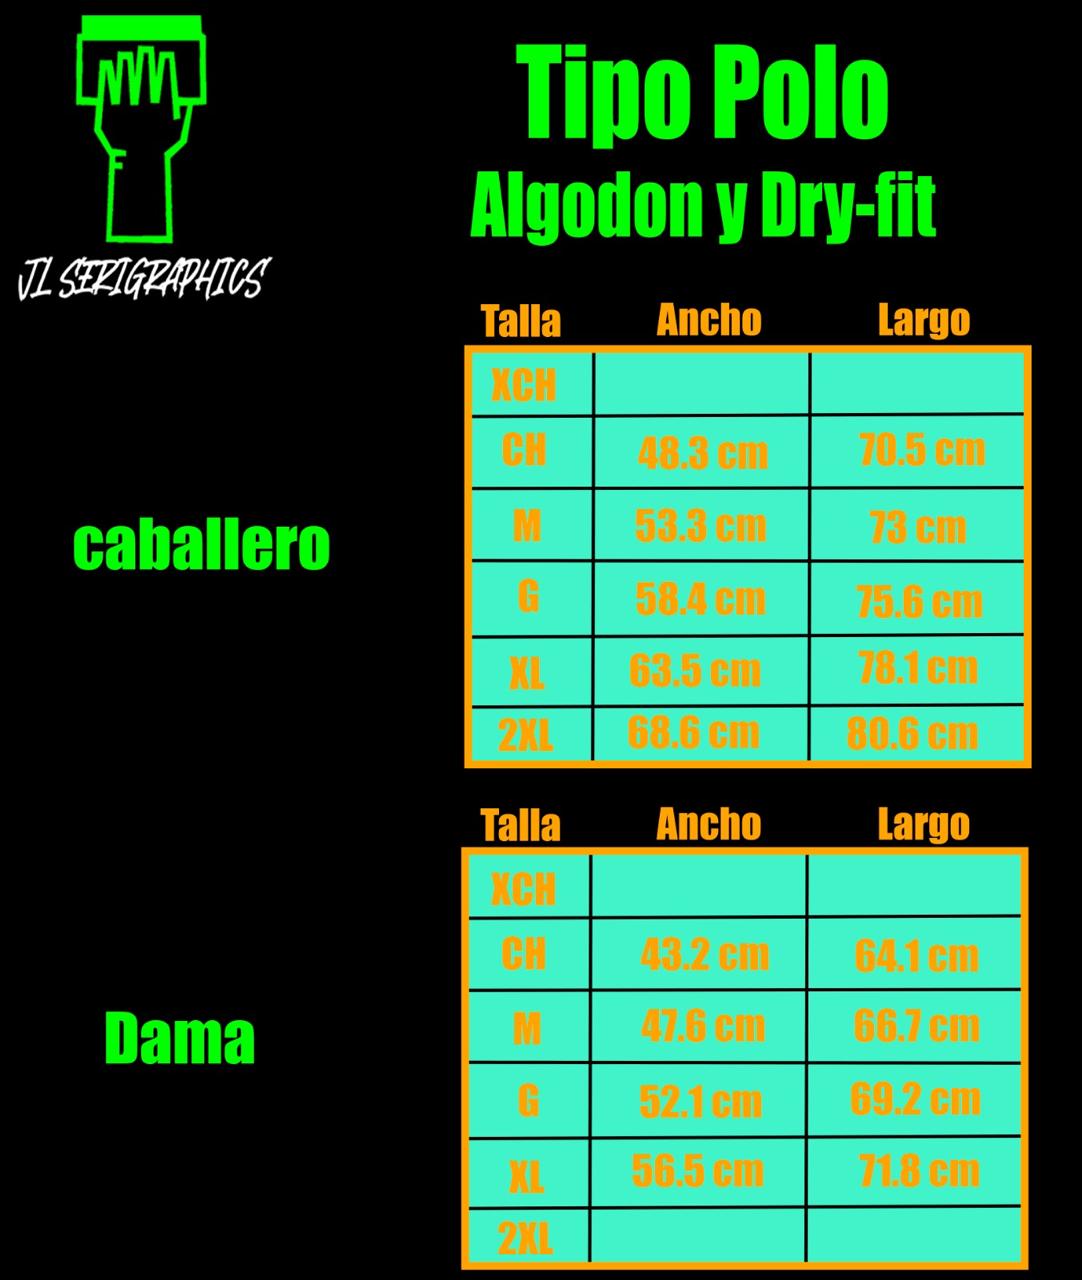 Tipo Polo
Algodon y Dry-fit
JL SERIGRAPHICS
Talla Ancho Largo
XCH
CH 48.3 cm 70.5 cm
M 53.3 cm 73 cm
caballero
G 58.4 cm 75.6 cm
XL 63.5 cm 78.1 cm
2XL 68.6 cm 80.6 cm
Talla Ancho Largo
XCH
CH 43.2 cm 64.1 cm
M 47.6 cm 66.7 cm
Dama
G 52.1 cm 69.2 cm
XL 56.5 cm 71.8 cm
2XL